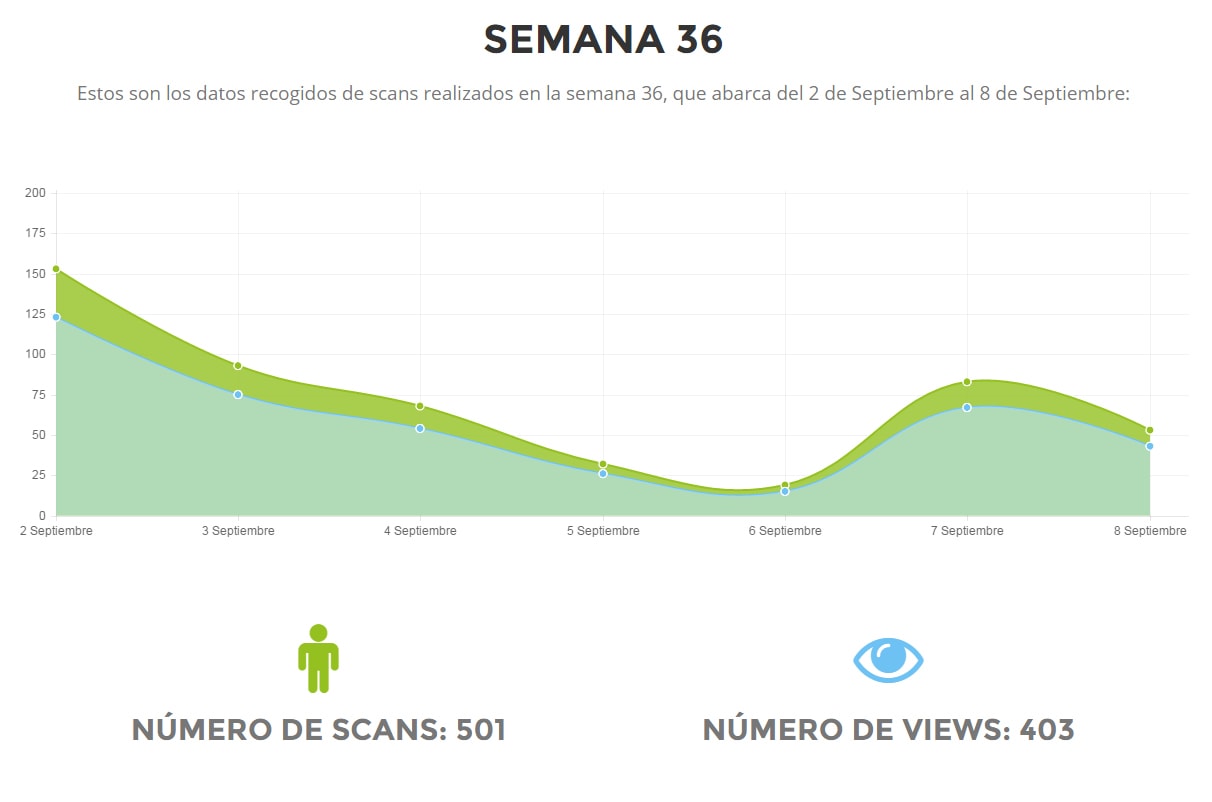 SEMANA 36
Estos son los datos recogidos de scans realizados en la semana 36, que abarca del 2 de Septiembre al 8 de Septiembre:
200
175
150
125
100
75
50
25
0
2 Septiembre 3 Septiembre 4 Septiembre 5 Septiembre 6 Septiembre 7 Septiembre 8 Septiembre
NÚMERO DE SCANS: 501 NÚMERO DE VIEWS: 403